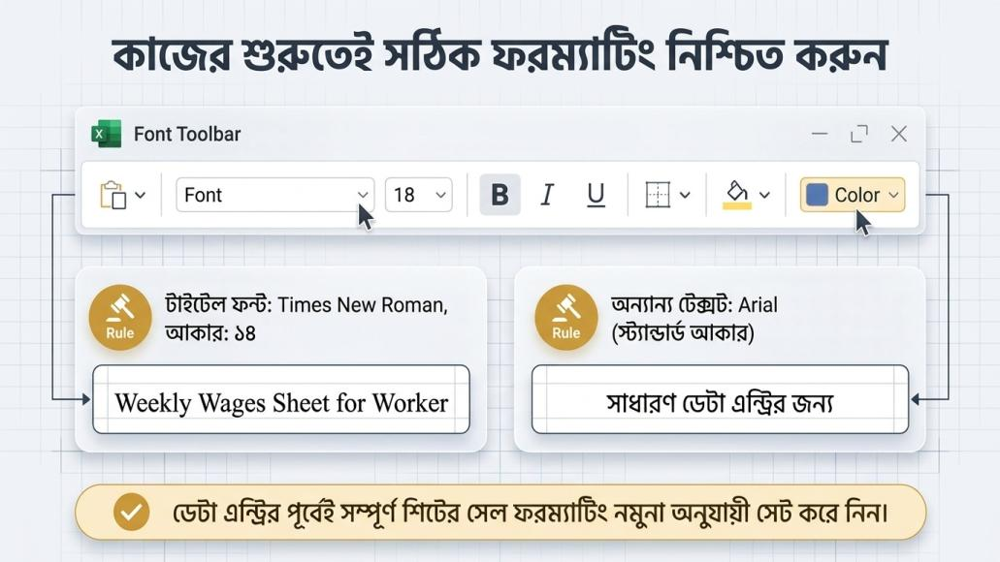 কাজের শুরুতেই সঠিক ফরম্যাটিং নিশ্চিত করুন
Font Toolbar
Font
18
B
I
U
Color
Rule
টাইটেল ফন্ট: Times New Roman,
আকার: ১৪
Weekly Wages Sheet for Worker
Rule
অন্যান্য টেক্সট: Arial
(স্ট্যান্ডার্ড আকার)
সাধারণ ডেটা এন্ট্রির জন্য
ডেটা এন্ট্রির পূর্বেই সম্পূর্ণ শিটের সেল ফরম্যাটিং নমুনা অনুযায়ী সেট করে নিন।